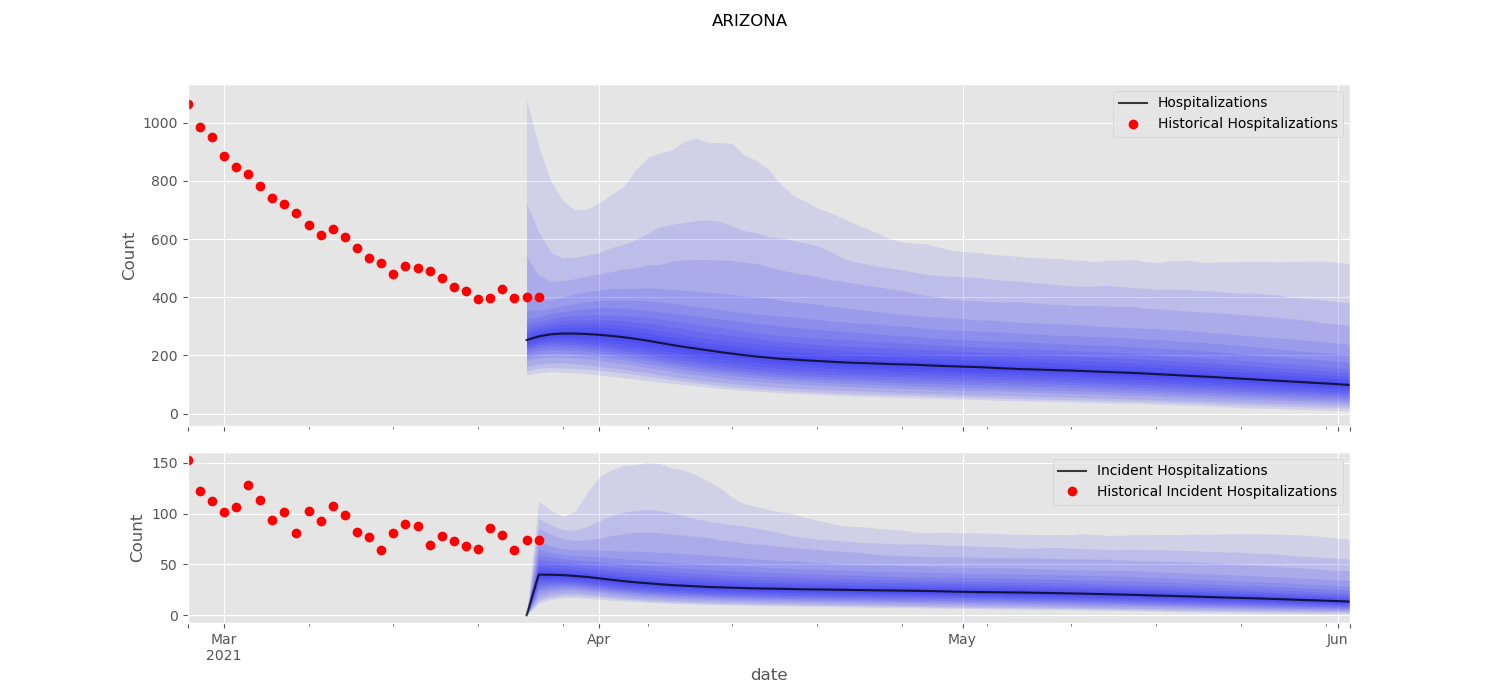 ARIZONA
Hospitalizations
Historical Hospitalizations
1000
800
600
400
200
0
Count
Incident Hospitalizations
Historical Incident Hospitalizations
150
100
50
0
Count
Mar
2021
Apr
May
Jun
date